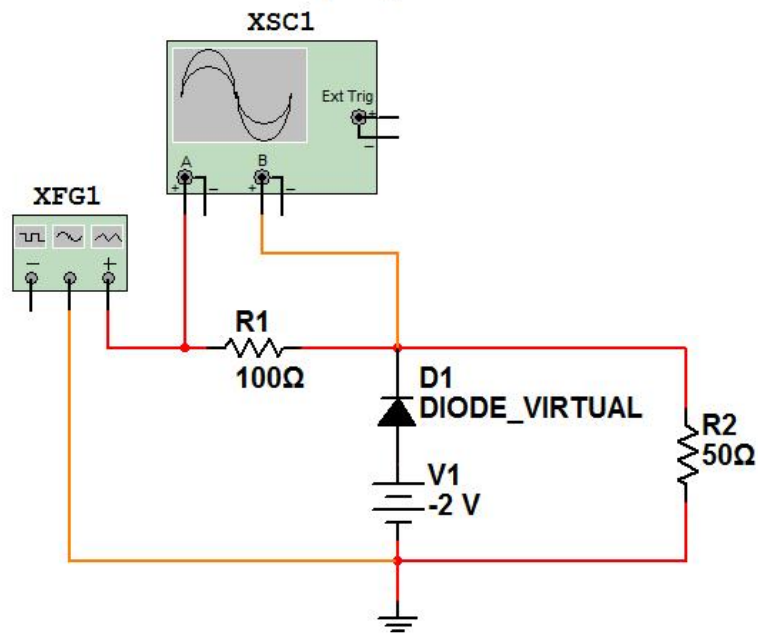 XSC1
Ext Trig
+
−
A
B
+ − + −
XFG1
− +
R1
100Ω
D1
DIODE_VIRTUAL
R2
50Ω
V1
-2 V